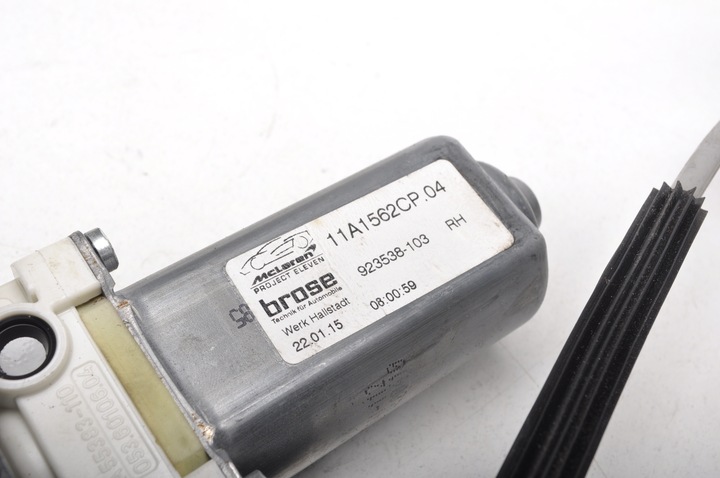 McLaren
PROJECT ELEVEN
11A1562CP.04
brose
Technik für Automobile
923538-103
RH
Werk Hallstadt
22.01.15
08:00:59